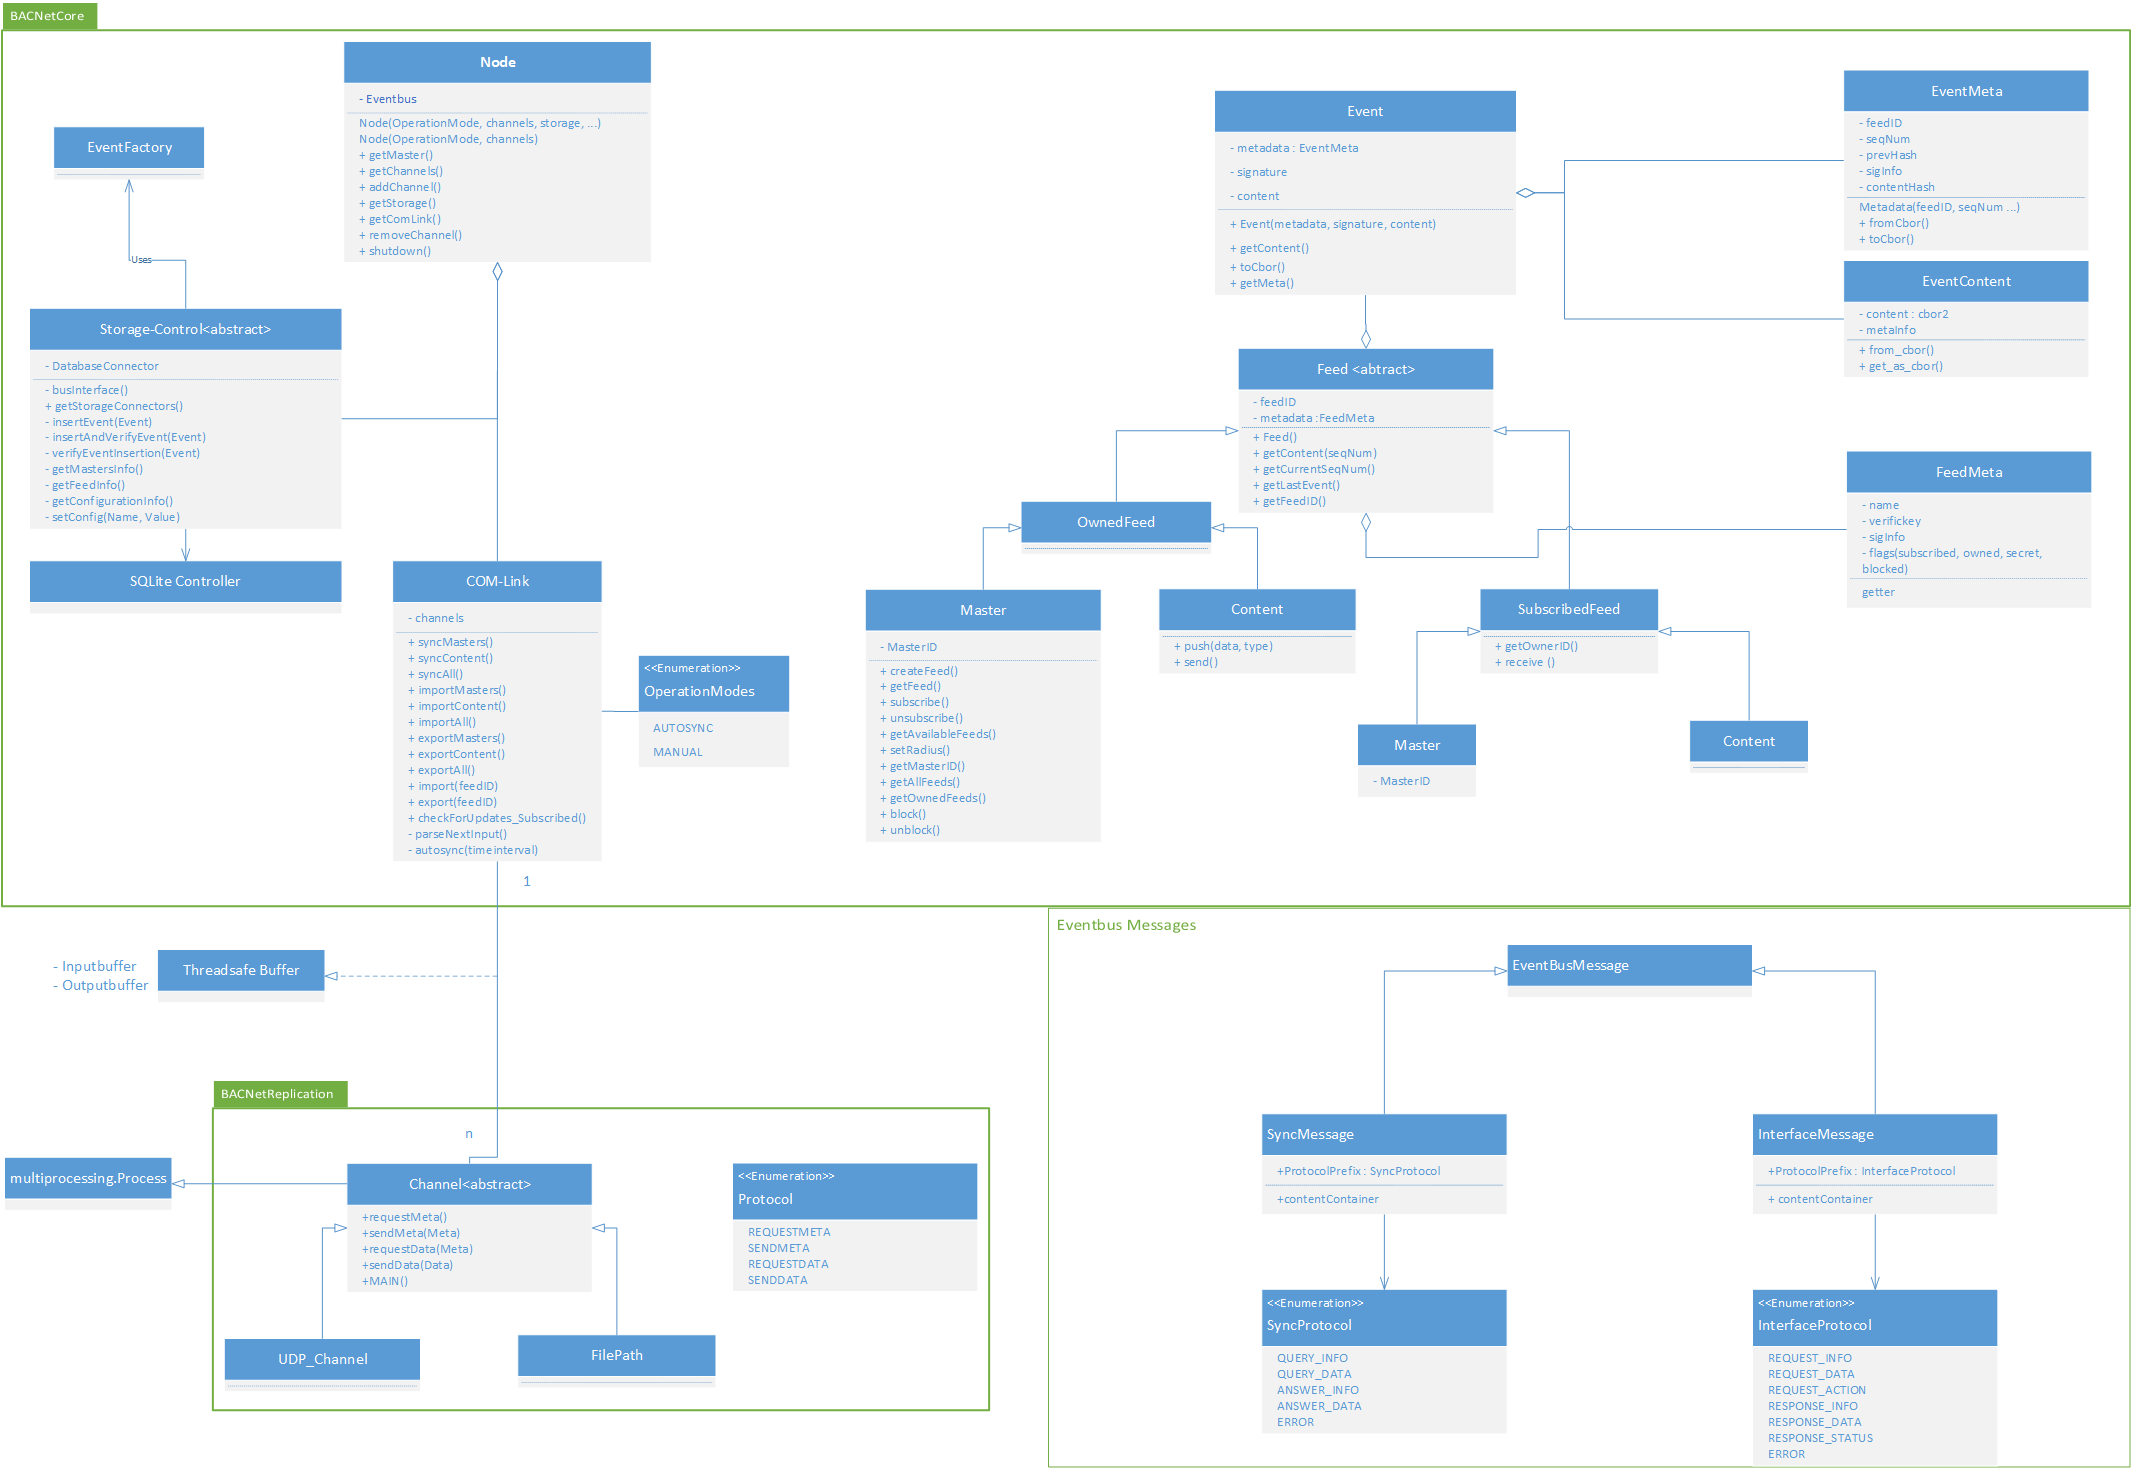 BACNetCore
Node
- Eventbus
Node(OperationMode, channels, storage, ...)
Node(OperationMode, channels)
+ getMaster()
+ getChannels()
+ addChannel()
+ getStorage()
+ getComLink()
+ removeChannel()
+ shutdown()
EventFactory
Uses
Storage-Control<abstract>
- DatabaseConnector
- busInterface()
+ getStorageConnectors()
- insertEvent(Event)
- insertAndVerifyEvent(Event)
- verifyEventInsertion(Event)
- getMastersInfo()
- getFeedInfo()
- getConfigurationInfo()
- setConfig(Name, Value)
SQLite Controller
COM-Link
- channels
+ syncMasters()
+ syncContent()
+ syncAll()
+ importMasters()
+ importContent()
+ importAll()
+ exportMasters()
+ exportContent()
+ exportAll()
+ import(feedID)
+ export(feedID)
+ checkForUpdates_Subscribed()
- parseNextInput()
- autosync(timeinterval)
<<Enumeration>>
OperationModes
AUTOSYNC
MANUAL
1
Event
- metadata : EventMeta
- signature
- content
+ Event(metadata, signature, content)
+ getContent()
+ toCbor()
+ getMeta()
EventMeta
- feedID
- seqNum
- prevHash
- sigInfo
- contentHash
Metadata(feedID, seqNum ...)
+ fromCbor()
+ toCbor()
EventContent
- content : cbor2
- metaInfo
+ from_cbor()
+ get_as_cbor()
Feed <abtract>
- feedID
- metadata :FeedMeta
+ Feed()
+ getContent(seqNum)
+ getCurrentSeqNum()
+ getLastEvent()
+ getFeedID()
FeedMeta
- name
- verifickey
- sigInfo
- flags(subscribed, owned, secret,
blocked)
getter
OwnedFeed
Master
- MasterID
+ createFeed()
+ getFeed()
+ subscribe()
+ unsubscribe()
+ getAvailableFeeds()
+ setRadius()
+ getMasterID()
+ getAllFeeds()
+ getOwnedFeeds()
+ block()
+ unblock()
Content
+ push(data, type)
+ send()
SubscribedFeed
+ getOwnerID()
+ receive ()
Master
- MasterID
Content
- Inputbuffer
- Outputbuffer
Threadsafe Buffer
BACNetReplication
n
multiprocessing.Process
Channel<abstract>
+requestMeta()
+sendMeta(Meta)
+requestData(Meta)
+sendData(Data)
+MAIN()
<<Enumeration>>
Protocol
REQUESTMETA
SENDMETA
REQUESTDATA
SENDDATA
UDP_Channel
FilePath
Eventbus Messages
EventBusMessage
SyncMessage
+ProtocolPrefix : SyncProtocol
+contentContainer
InterfaceMessage
+ProtocolPrefix : InterfaceProtocol
+ contentContainer
<<Enumeration>>
SyncProtocol
QUERY_INFO
QUERY_DATA
ANSWER_INFO
ANSWER_DATA
ERROR
<<Enumeration>>
InterfaceProtocol
REQUEST_INFO
REQUEST_DATA
REQUEST_ACTION
RESPONSE_INFO
RESPONSE_DATA
RESPONSE_STATUS
ERROR